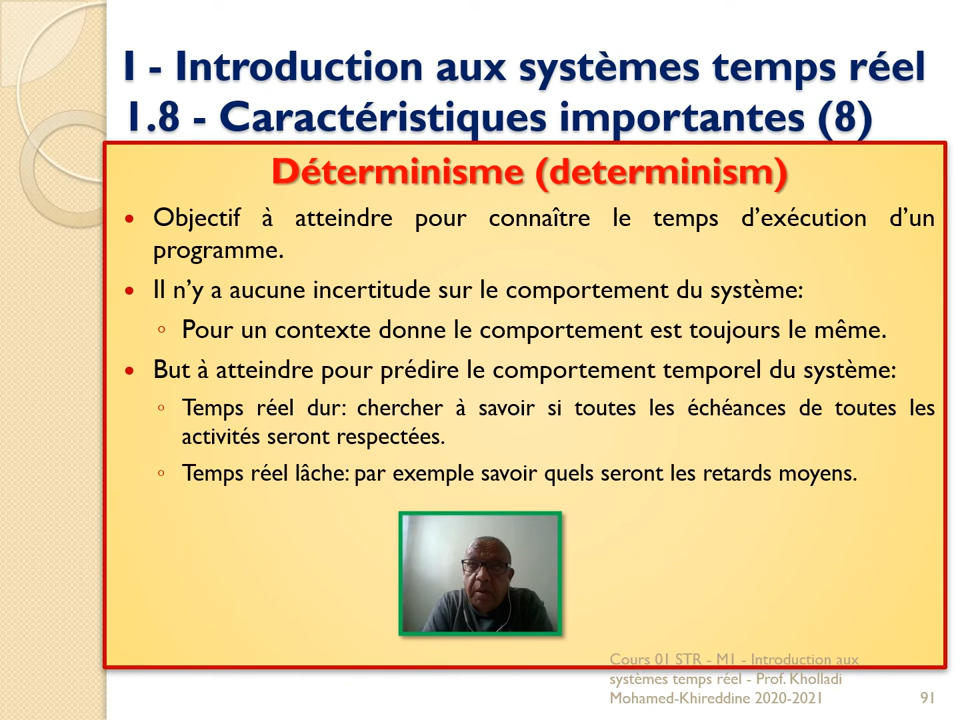 I - Introduction aux systèmes temps réel
1.8 - Caractéristiques importantes (8)
Déterminisme (determinism)
Objectif à atteindre pour connaître le temps d’exécution d’un
programme.
Il n’y a aucune incertitude sur le comportement du système:
Pour un contexte donne le comportement est toujours le même.
But à atteindre pour prédire le comportement temporel du système:
Temps réel dur: chercher à savoir si toutes les échéances de toutes les
activités seront respectées.
Temps réel lâche: par exemple savoir quels seront les retards moyens.
Cours 01 STR - M1 - Introduction aux
systèmes temps réel - Prof. Kholladi
Mohamed-Khireddine 2020-2021
91